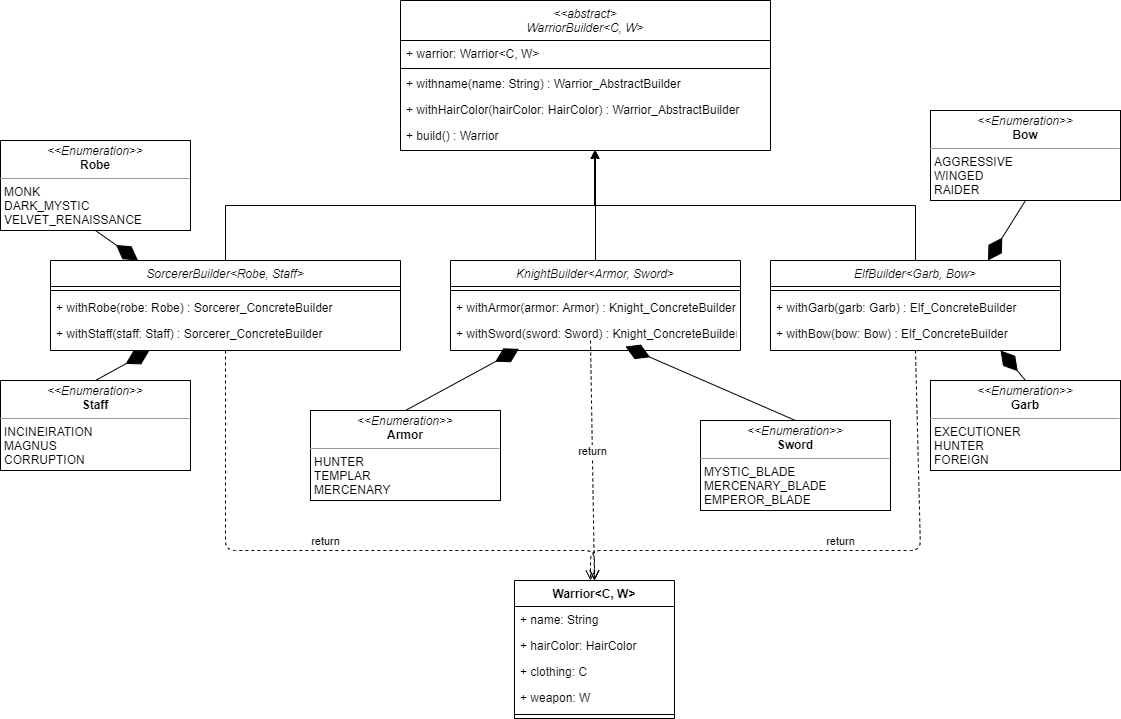 <<abstract>>
WarriorBuilder<C, W>
+ warrior: Warrior<C, W>
+ withname(name: String) : Warrior_AbstractBuilder
+ withHairColor(hairColor: HairColor) : Warrior_AbstractBuilder
+ build() : Warrior
<<Enumeration>>
Robe
MONK
DARK_MYSTIC
VELVET_RENAISSANCE
<<Enumeration>>
Bow
AGGRESSIVE
WINGED
RAIDER
SorcererBuilder<Robe, Staff>
+ withRobe(robe: Robe) : Sorcerer_ConcreteBuilder
+ withStaff(staff: Staff) : Sorcerer_ConcreteBuilder
KnightBuilder<Armor, Sword>
+ withArmor(armor: Armor) : Knight_ConcreteBuilder
+ withSword(sword: Sword) : Knight_ConcreteBuilder
ElfBuilder<Garb, Bow>
+ withGarb(garb: Garb) : Elf_ConcreteBuilder
+ withBow(bow: Bow) : Elf_ConcreteBuilder
<<Enumeration>>
Staff
INCINEIRATION
MAGNUS
CORRUPTION
<<Enumeration>>
Armor
HUNTER
TEMPLAR
MERCENARY
return
<<Enumeration>>
Sword
MYSTIC_BLADE
MERCENARY_BLADE
EMPEROR_BLADE
<<Enumeration>>
Garb
EXECUTIONER
HUNTER
FOREIGN
return
return
Warrior<C, W>
+ name: String
+ hairColor: HairColor
+ clothing: C
+ weapon: W